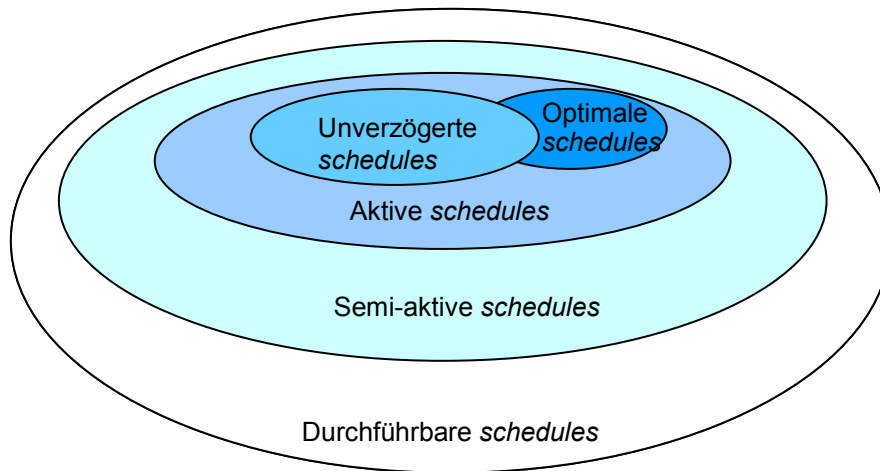 Unverzögerte
schedules
Optimale
schedules
Aktive schedules
Semi-aktive schedules
Durchführbare schedules